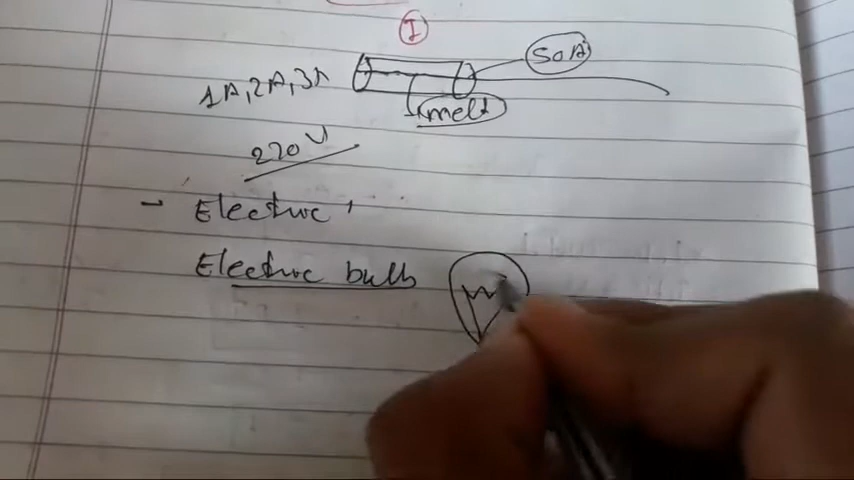 I
50A
1A, 2A, 3A
melt
220V
- Electric
Electric bulb